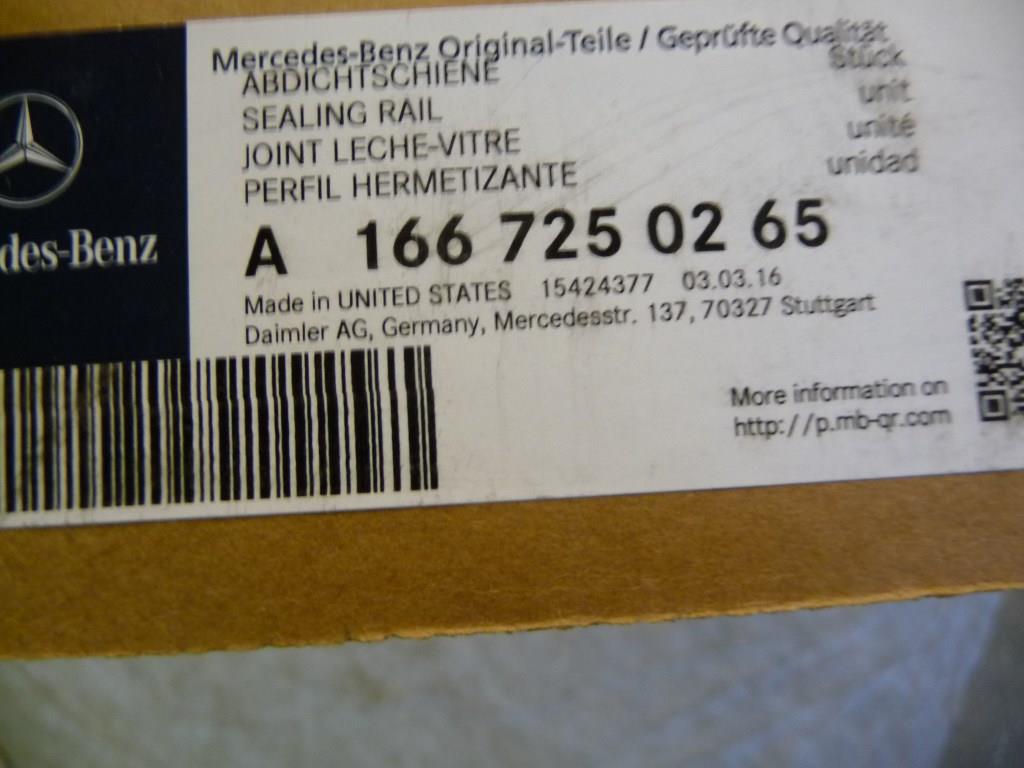 Mercedes-Benz Original-Teile / Geprüfte Qualität
ABDICHTSCHIENE Stück
SEALING RAIL unit
JOINT LECHE-VITRE unité
PERFIL HERMETIZANTE unidad
des-Benz
A 166 725 02 65
Made in UNITED STATES 15424377 03.03.16
Daimler AG, Germany, Mercedesstr. 137, 70327 Stuttgart
More information on
http://p.mb-qr.com